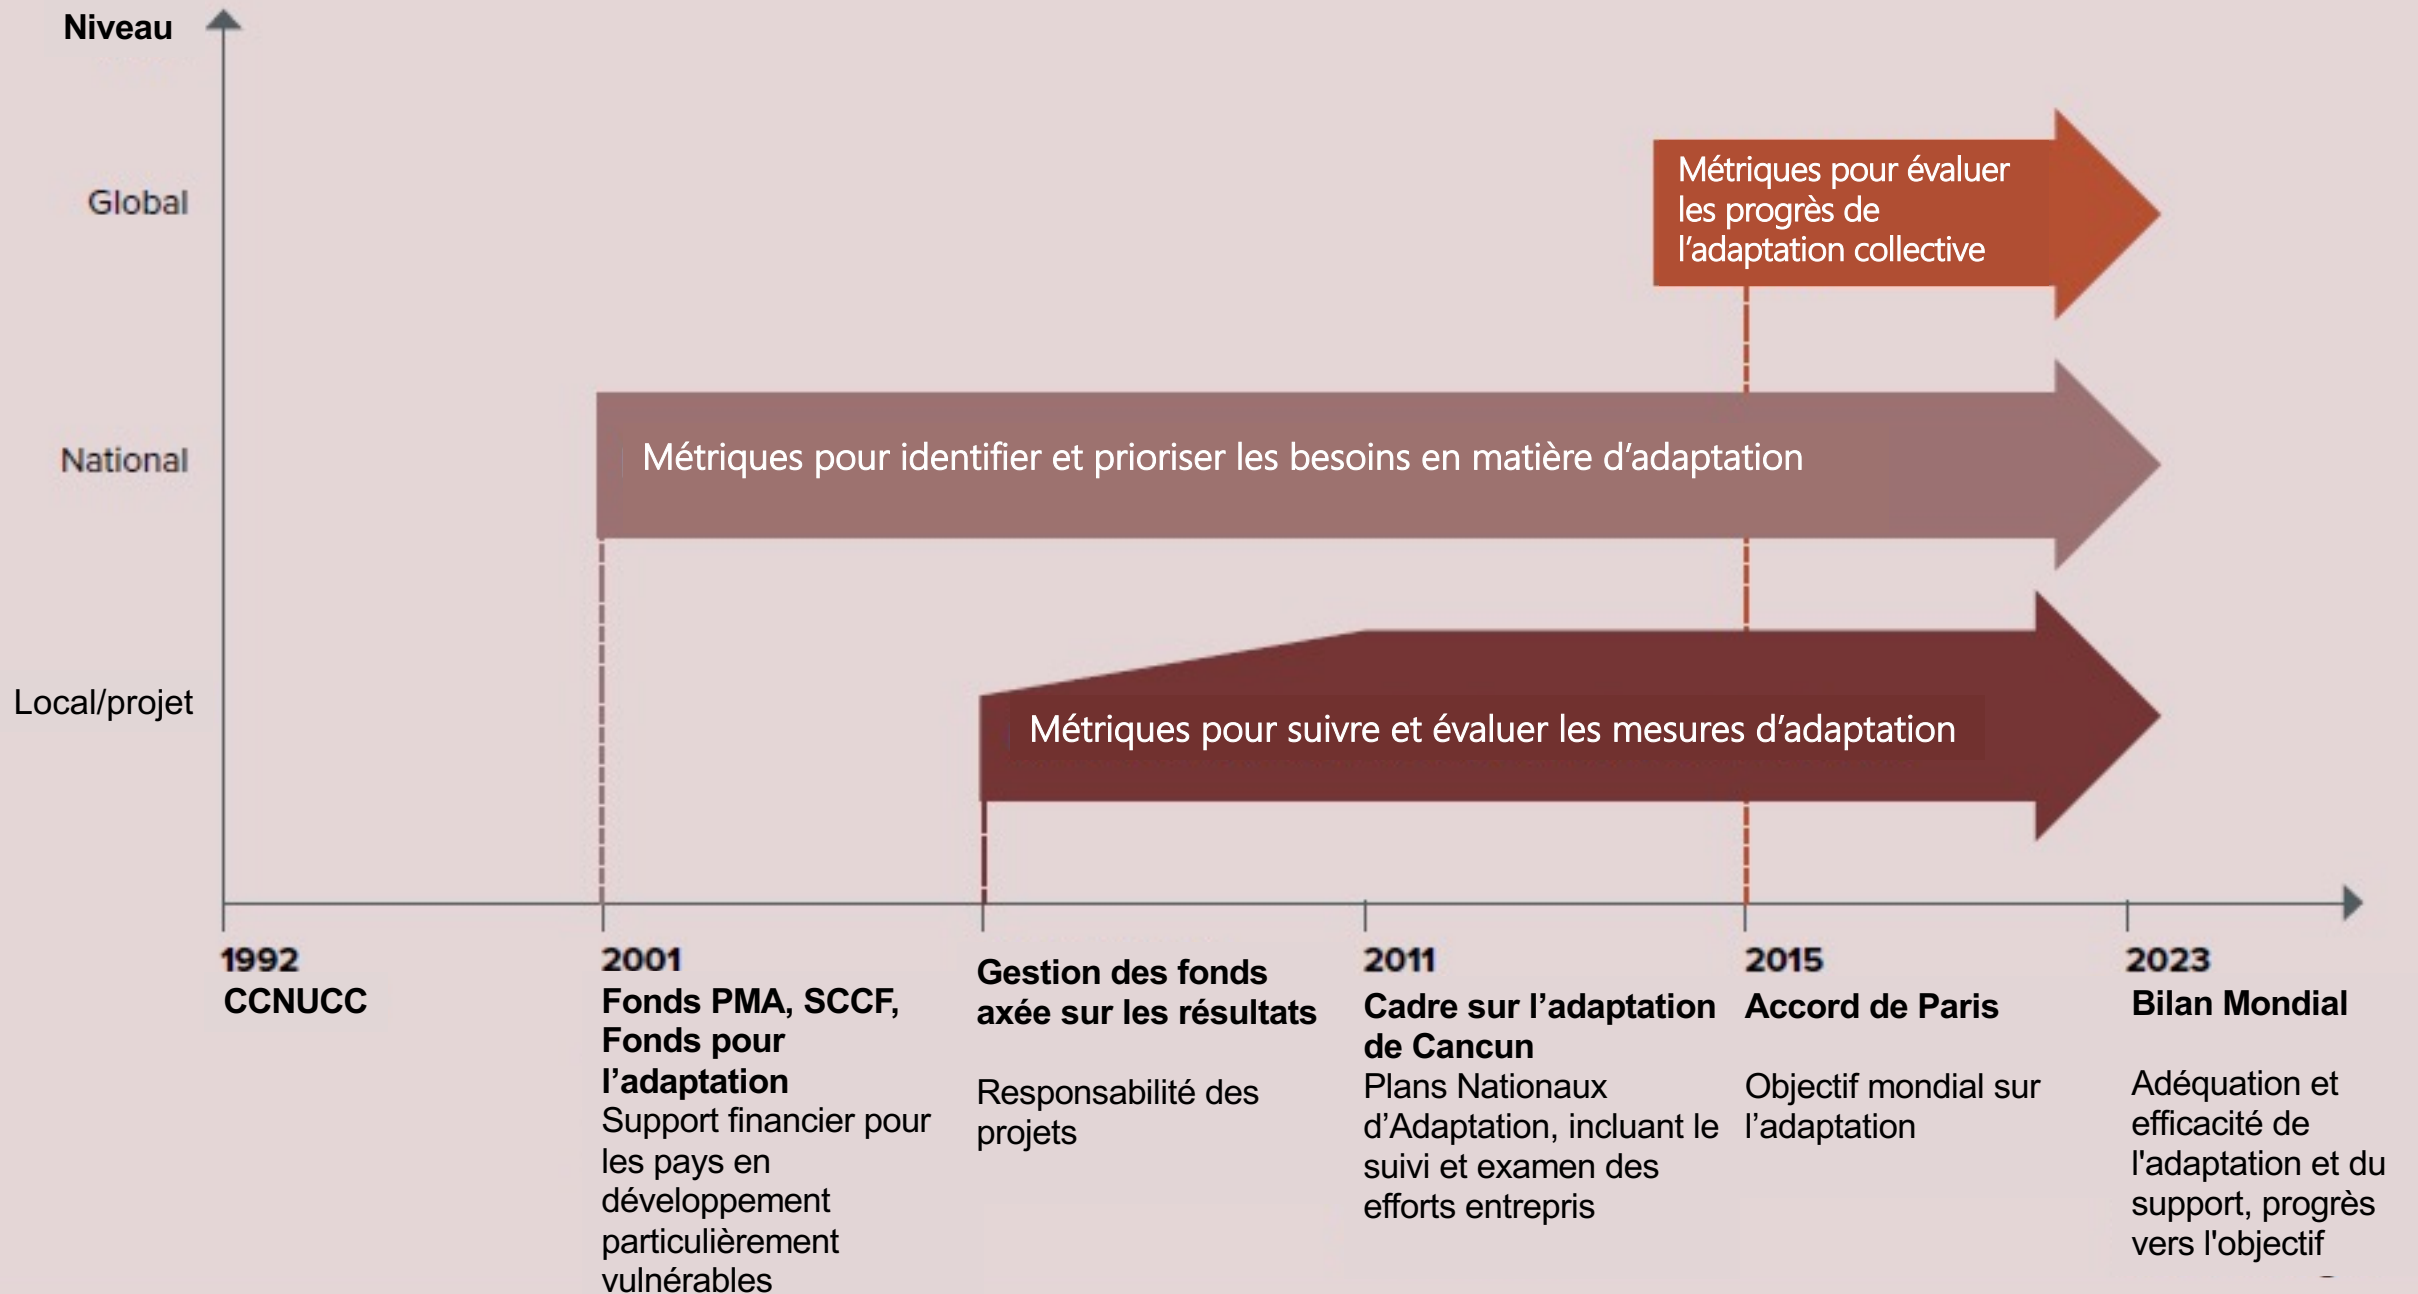 Niveau
Global
Métriques pour évaluer
les progrès de
l’adaptation collective
National
Métriques pour identifier et prioriser les besoins en matière d’adaptation
Local/projet
Métriques pour suivre et évaluer les mesures d’adaptation
1992
CCNUCC
2001
Fonds PMA, SCCF,
Fonds pour
l’adaptation
Support financier pour
les pays en
développement
particulièrement
vulnérables
Gestion des fonds
axée sur les résultats
Responsabilité des
projets
2011
Cadre sur l’adaptation
de Cancun
Plans Nationaux
d’Adaptation, incluant le
suivi et examen des
efforts entrepris
2015
Accord de Paris
Objectif mondial sur
l’adaptation
2023
Bilan Mondial
Adéquation et
efficacité de
l'adaptation et du
support, progrès
vers l'objectif